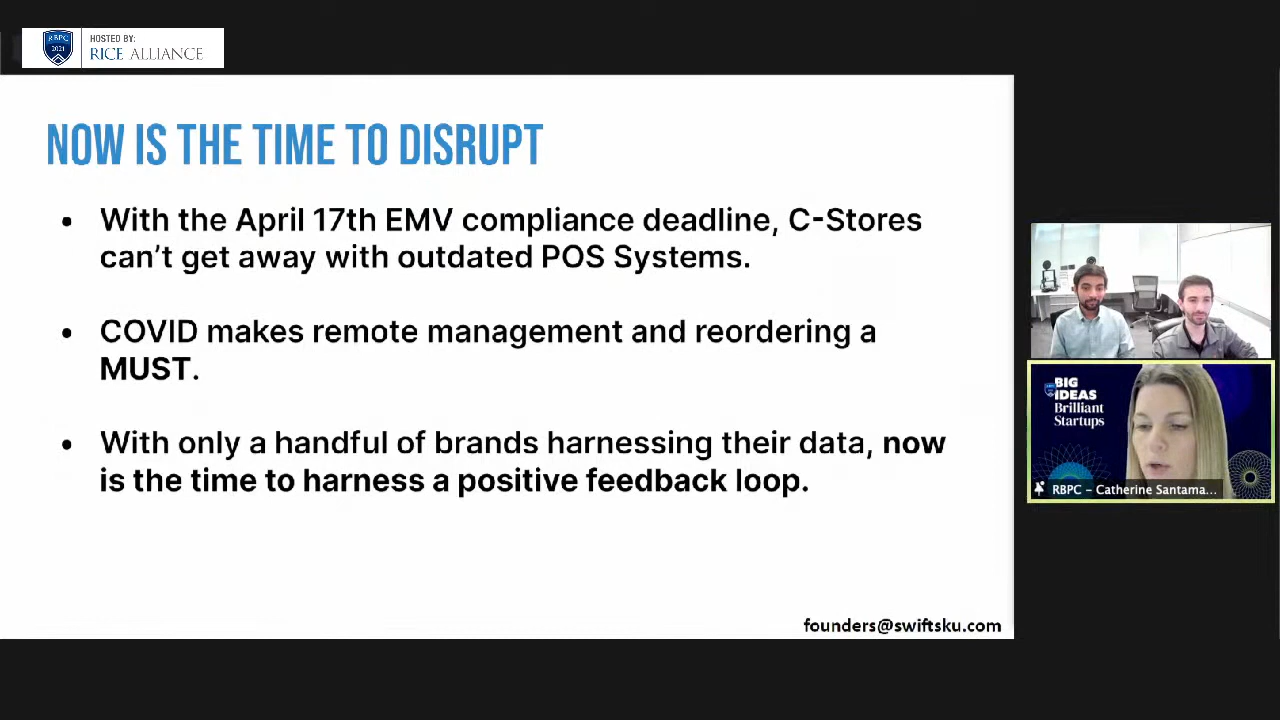 RBPC
2021
HOSTED BY:
RICE ALLIANCE
NOW IS THE TIME TO DISRUPT
• With the April 17th EMV compliance deadline, C-Stores
can't get away with outdated POS Systems.
• COVID makes remote management and reordering a
MUST.
• With only a handful of brands harnessing their data, now
is the time to harness a positive feedback loop.
founders@swiftsku.com
BIG
IDEAS
Brilliant
Startups
RBPC - Catherine Santama...